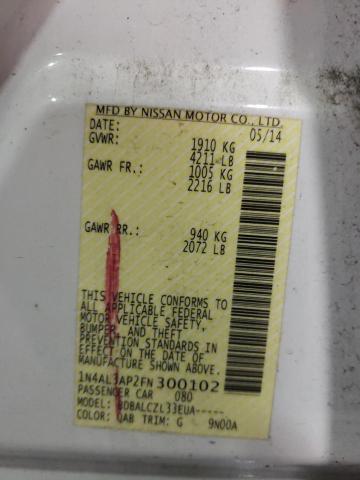 MFD BY NISSAN MOTOR CO., LTD.
DATE: 05/14
GVWR: 1910 KG
4211 LB
GAWR FR.: 1005 KG
2216 LB
GAWR RR.: 940 KG
2072 LB
THIS VEHICLE CONFORMS TO
ALL APPLICABLE FEDERAL
MOTOR VEHICLE SAFETY,
BUMPER, AND THEFT
PREVENTION STANDARDS IN
EFFECT ON THE DATE OF
MANUFACTURE SHOWN ABOVE.
1N4AL3AP2FN300102
PASSENGER CAR 080
MODEL: BDBALCZL33EUA-----
COLOR: QAB TRIM: G 9N00A